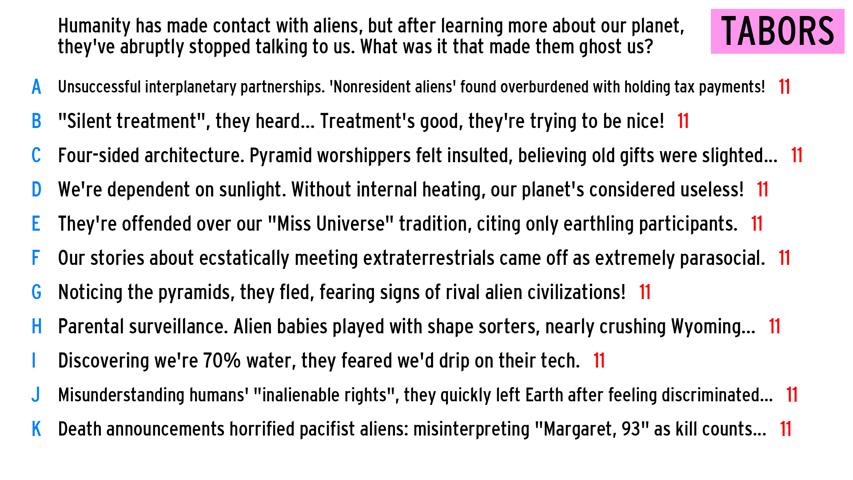 Humanity has made contact with aliens, but after learning more about our planet,
they've abruptly stopped talking to us. What was it that made them ghost us?
TABORS
A Unsuccessful interplanetary partnerships. 'Nonresident aliens' found overburdened with holding tax payments! 11
B "Silent treatment", they heard... Treatment's good, they're trying to be nice! 11
C Four-sided architecture. Pyramid worshippers felt insulted, believing old gifts were slighted... 11
D We're dependent on sunlight. Without internal heating, our planet's considered useless! 11
E They're offended over our "Miss Universe" tradition, citing only earthling participants. 11
F Our stories about ecstatically meeting extraterrestrials came off as extremely parasocial. 11
G Noticing the pyramids, they fled, fearing signs of rival alien civilizations! 11
H Parental surveillance. Alien babies played with shape sorters, nearly crushing Wyoming... 11
I Discovering we're 70% water, they feared we'd drip on their tech. 11
J Misunderstanding humans' "inalienable rights", they quickly left Earth after feeling discriminated... 11
K Death announcements horrified pacifist aliens: misinterpreting "Margaret, 93" as kill counts... 11